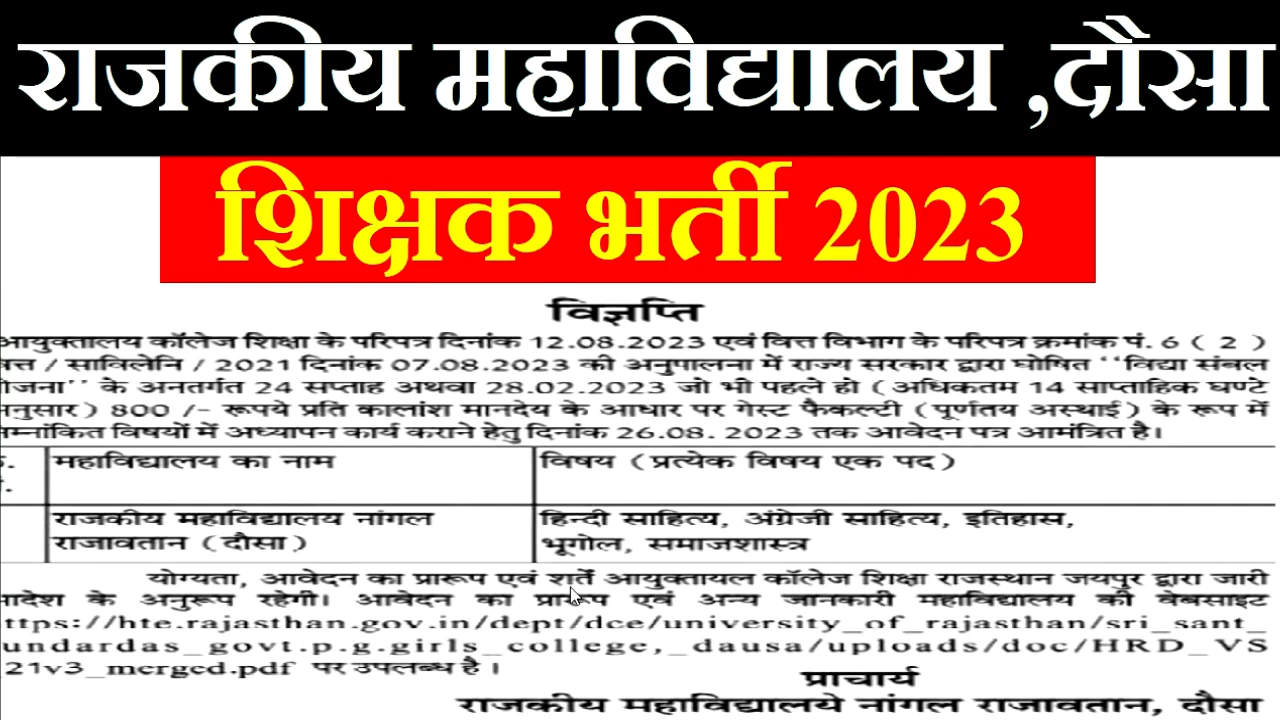 राजकीय महाविद्यालय ,दौसा
शिक्षक भर्ती 2023
विज्ञप्ति
आयुक्तालय कॉलेज शिक्षा के परिपत्र दिनांक 12.08.2023 एवं वित्त विभाग के परिपत्र क्रमांक पं. 6 ( 2 )
/ साविलेनि / 2021 दिनांक 07.08.2023 की अनुपालना में राज्य सरकार द्वारा घोषित ‘‘विद्या संबल
’’ के अनतर्गत 24 सप्ताह अथवा 28.02.2023 जो भी पहले हो ( अधिकतम 14 साप्ताहिक घण्टे
) 800 /- रूपये प्रति कालांश मानदेय के आधार पर गेस्ट फैकल्टी ( पूर्णतय अस्थाई ) के रूप में
विषयों में अध्यापन कार्य कराने हेतु दिनांक 26.08. 2023 तक आवेदन पत्र आमंत्रित है।
महाविद्यालय का नाम
विषय ( प्रत्येक विषय एक पद )
राजकीय महाविद्यालय नांगल
राजावतान ( दौसा )
हिन्दी साहित्य, अंग्रेजी साहित्य, इतिहास,
भूगोल, समाजशास्त्र
योग्यता, आवेदन का प्रारूप एवं शर्तें आयुक्तायल कॉलेज शिक्षा राजस्थान जयपुर द्वारा जारी
के अनुरूप रहेगी। आवेदन का प्रारूप एवं अन्य जानकारी महाविद्यालय की वेबसाइट
ttps://hte.rajasthan.gov.in/dept/dce/university_of_rajasthan/sri_sant_
undardas_govt.p.g.girls_college,_dausa/uploads/doc/HRD_VS
21v3_mcrgcd.pdf पर उपलब्ध है ।
प्राचार्य
राजकीय महाविद्यालये नांगल राजावतान, दौसा